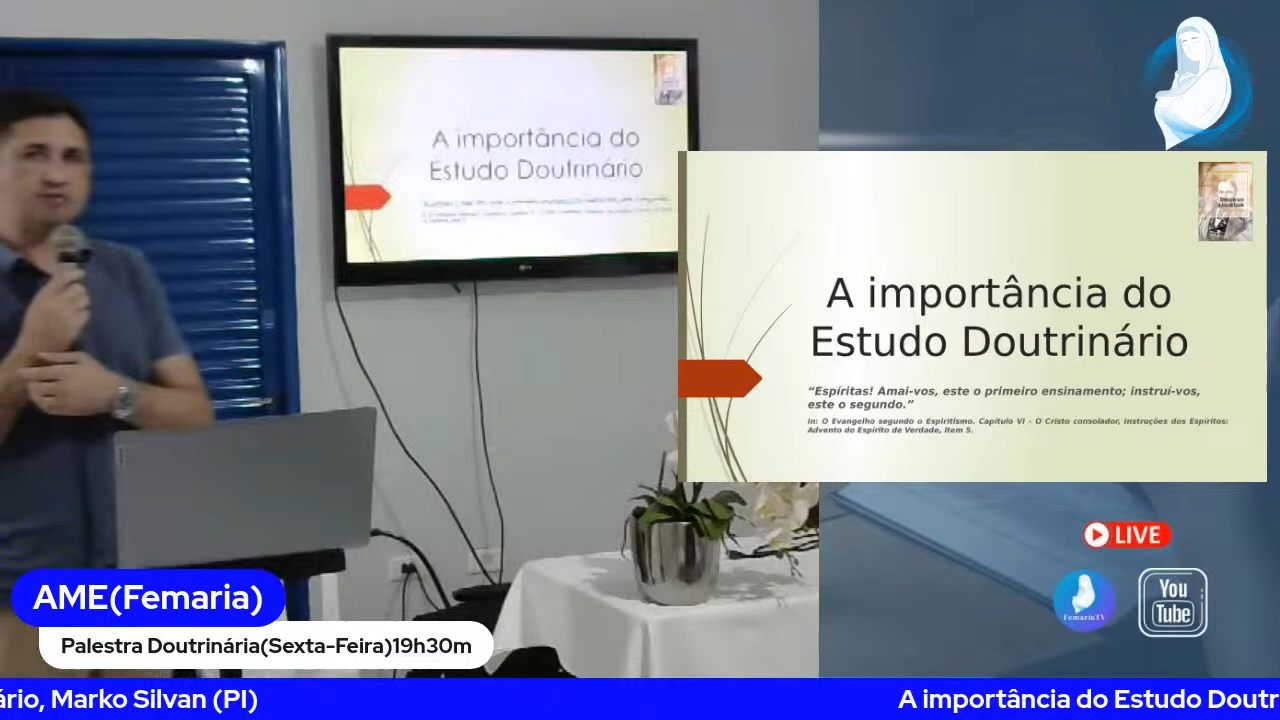 A importância do
Estudo Doutrinário
LG
A importância do
Estudo Doutrinário
“Espíritas! Amai-vos, este o primeiro ensinamento; instruí-vos,
este o segundo.”
In: O Evangelho segundo o Espiritismo. Capítulo VI – O Cristo consolador, Instruções dos Espíritos:
Advento do Espírito de Verdade, item 5.
LIVE
FemariaTV
You
Tube
AME(Femaria)
Palestra Doutrinária(Sexta-Feira)19h30m
ário, Marko Silvan (PI)
A importância do Estudo Doutr